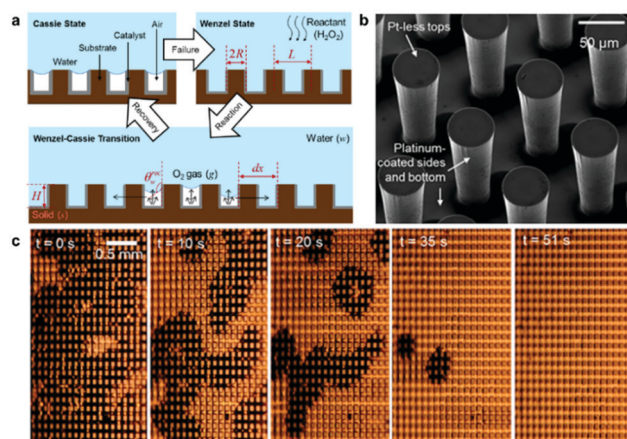 a
Cassie State
Catalyst
Air
Substrate
Water
Failure
Wenzel State
Reactant
(H2O2)
2R
L
Recovery
Reaction
Wenzel-Cassie Transition
Water (w)
O2 gas (g)
dx
H
Solid (s)
b
Pt-less tops
50 µm
Platinum-
coated sides
and bottom
c
t = 0 s
0.5 mm
t = 10 s
t = 20 s
t = 35 s
t = 51 s